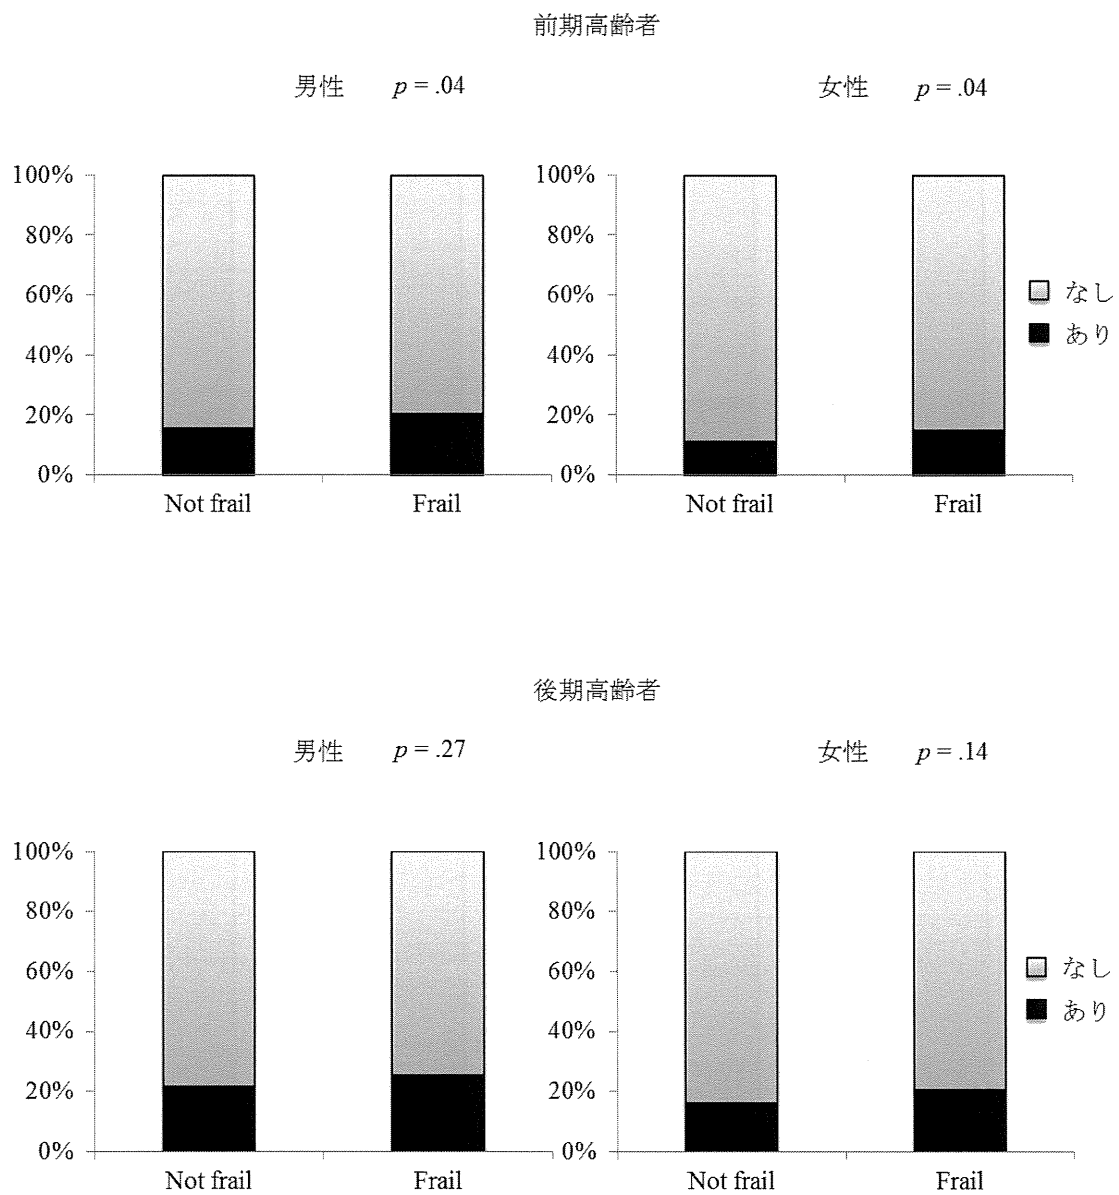 前期高齢者
男性 p = .04
女性 p = .04
100%
80%
60%
40%
20%
0%
Not frail
Frail
100%
80%
60%
40%
20%
0%
Not frail
Frail
なし
あり
後期高齢者
男性 p = .27
女性 p = .14
100%
80%
60%
40%
20%
0%
Not frail
Frail
100%
80%
60%
40%
20%
0%
Not frail
Frail
なし
あり